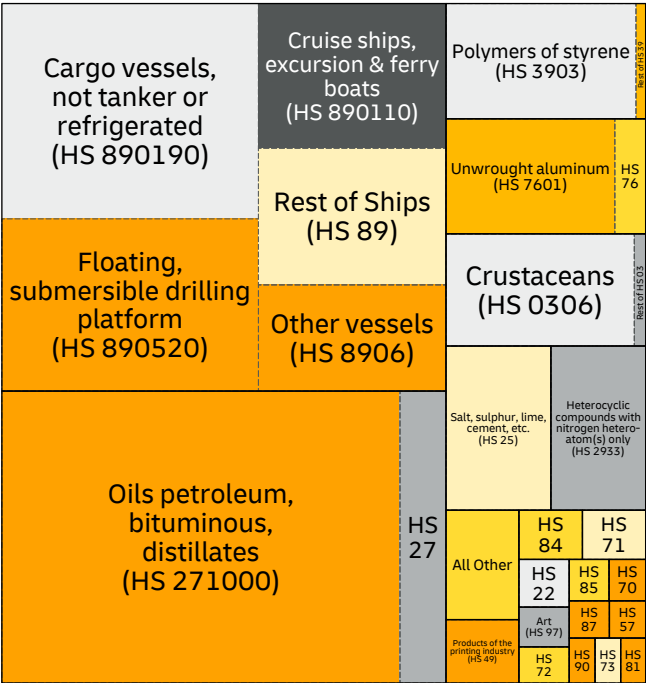 Cargo vessels,
not tanker or
refrigerated
(HS 890190)
Cruise ships,
excursion & ferry
boats
(HS 890110)
Rest of Ships
(HS 89)
Floating,
submersible drilling
platform
(HS 890520)
Other vessels
(HS 8906)
Oils petroleum,
bituminous,
distillates
(HS 271000)
HS
27
Polymers of styrene
(HS 3903)
Rest of HS 39
Unwrought aluminum
(HS 7601)
HS
76
Crustaceans
(HS 0306)
Rest of HS 03
Salt, sulphur, lime,
cement, etc.
(HS 25)
Heterocyclic
compounds with
nitrogen hetero-
atom(s) only
(HS 2933)
All Other
Products of the
printing industry
(HS 49)
HS
84
HS
71
HS
22
HS
85
HS
70
Art
(HS 97)
HS
87
HS
57
HS
72
HS
90
HS
73
HS
81